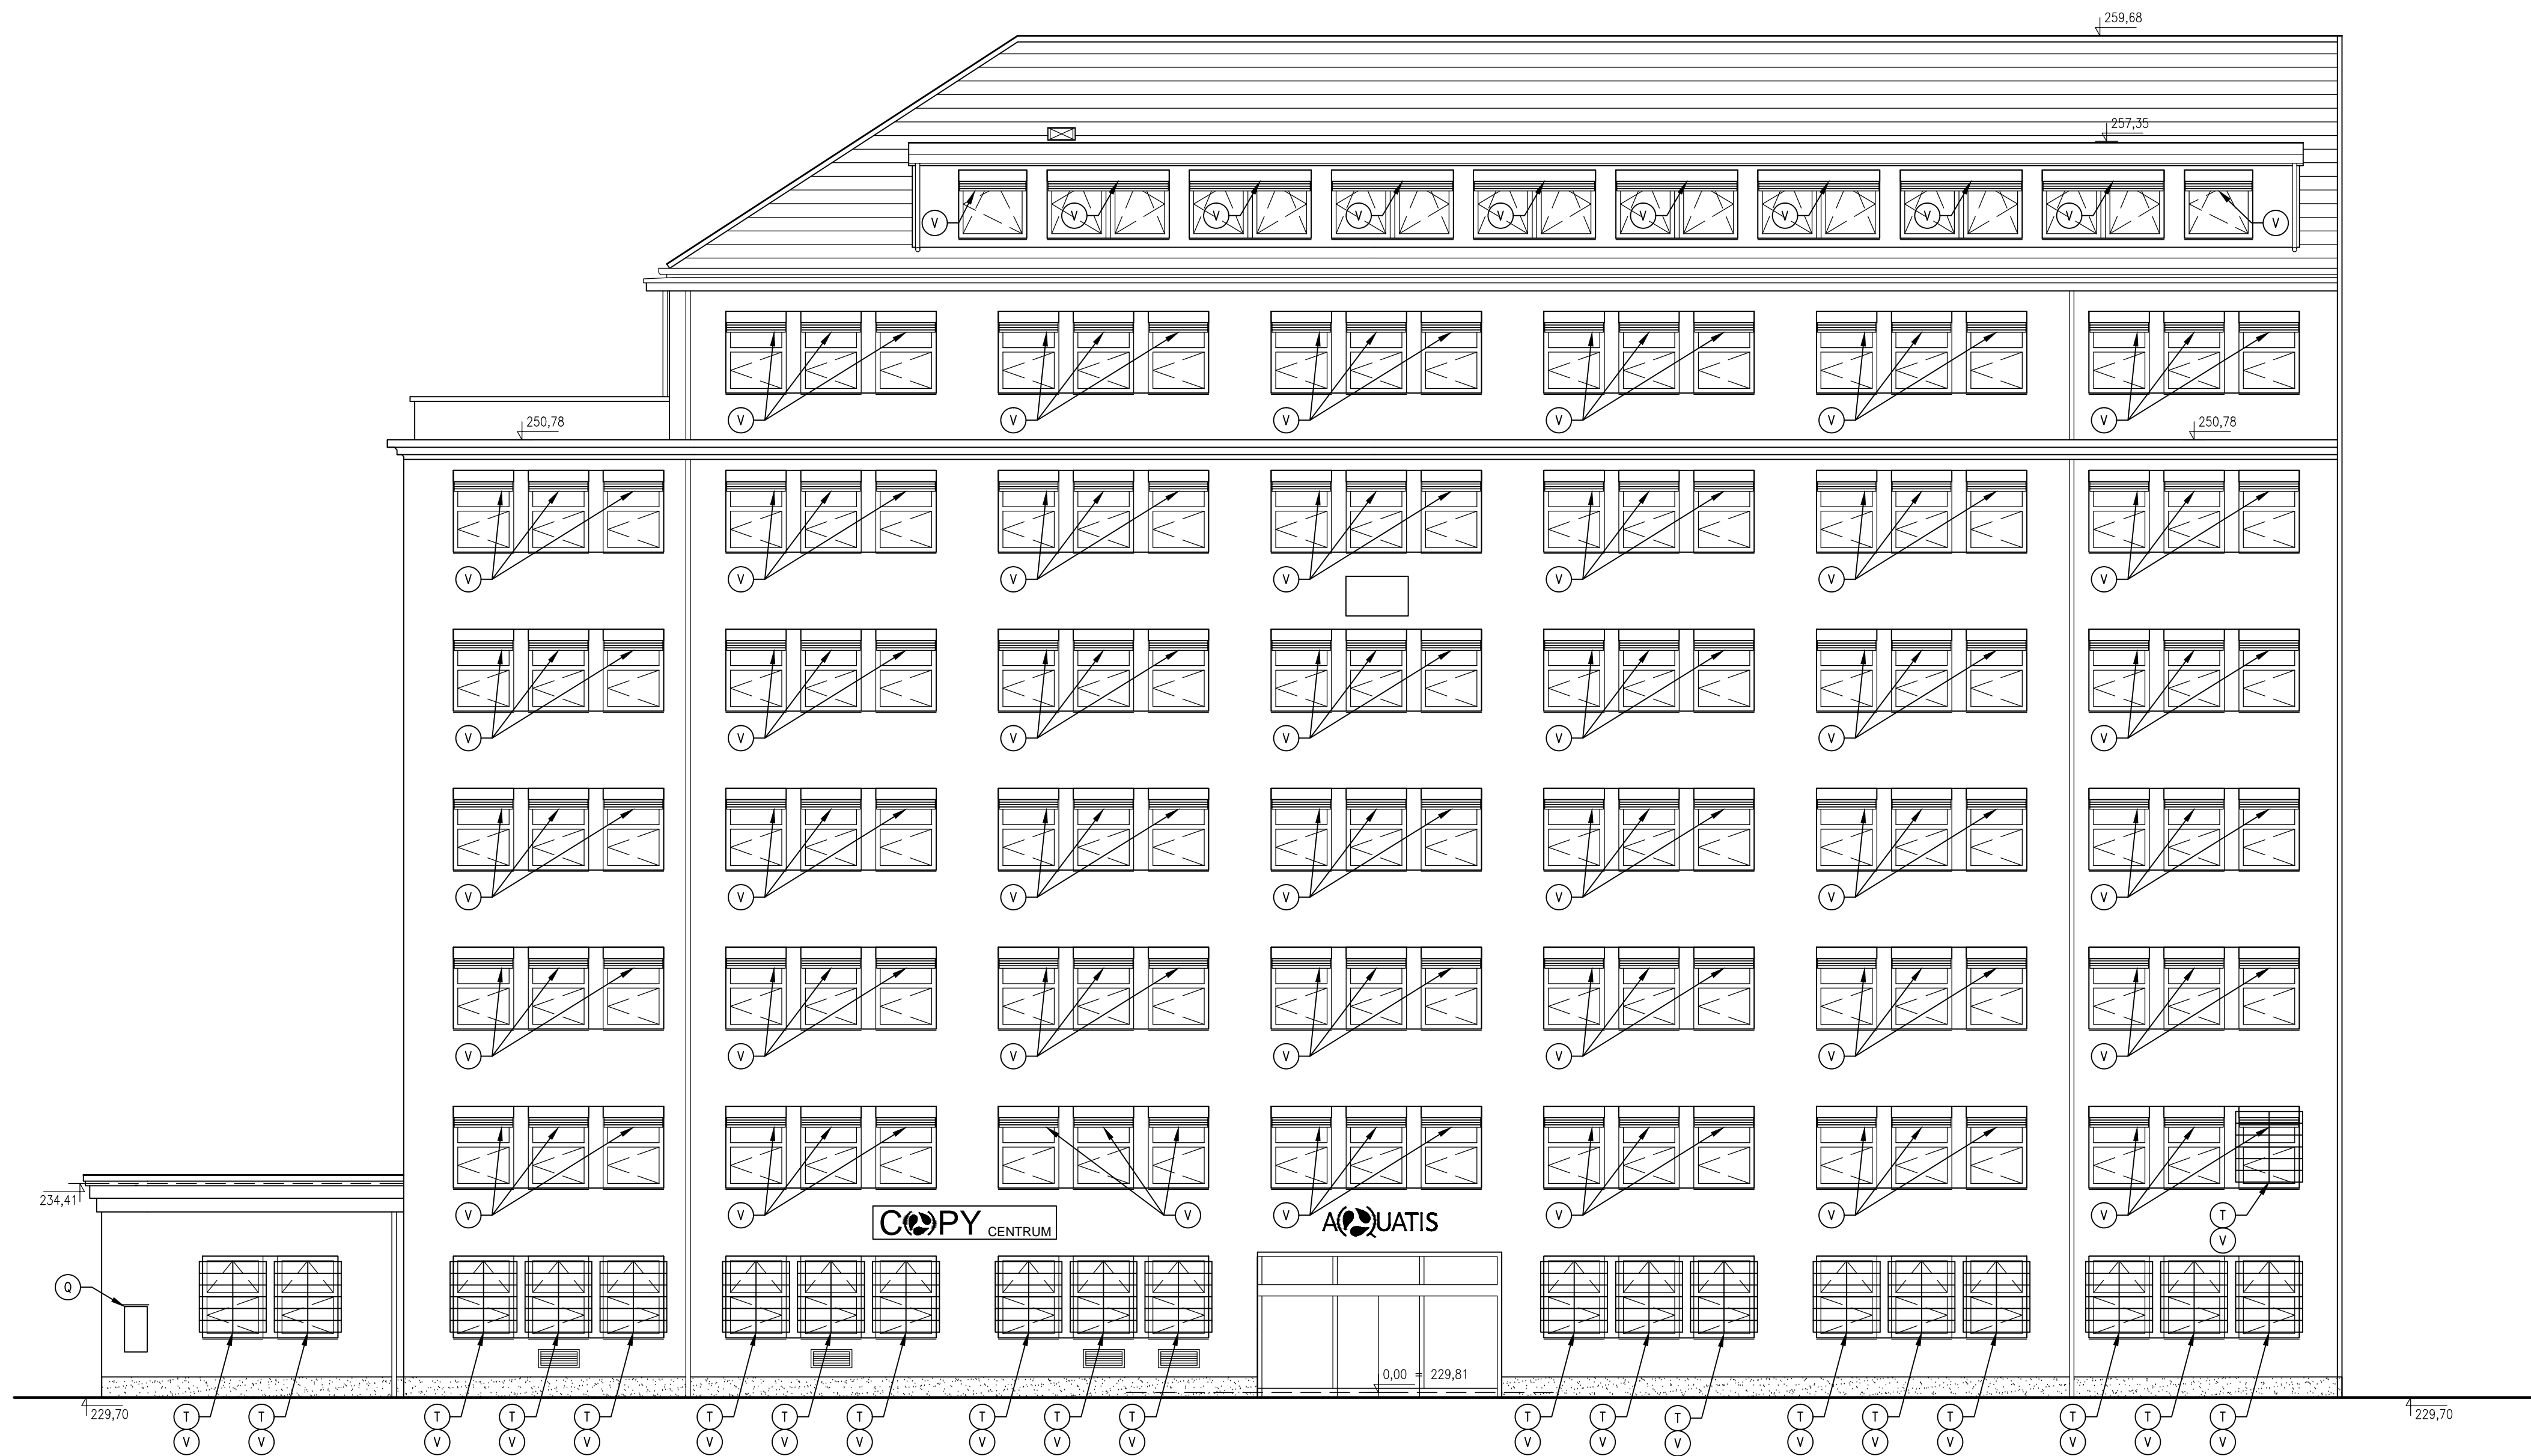 259,68
257,35
V V V V V V V V V V
V V V V V V
250,78 250,78
V V V V V V V
V V V V V V V
V V V V V V V
V V V V V V V
234,41
V V V V V V V
COPY CENTRUM
AQUATIS
T
V
Q
0,00 = 229,81
229,70 229,70
T T T T T T T T T T T T T T T T T T T T
V V V V V V V V V V V V V V V V V V V V